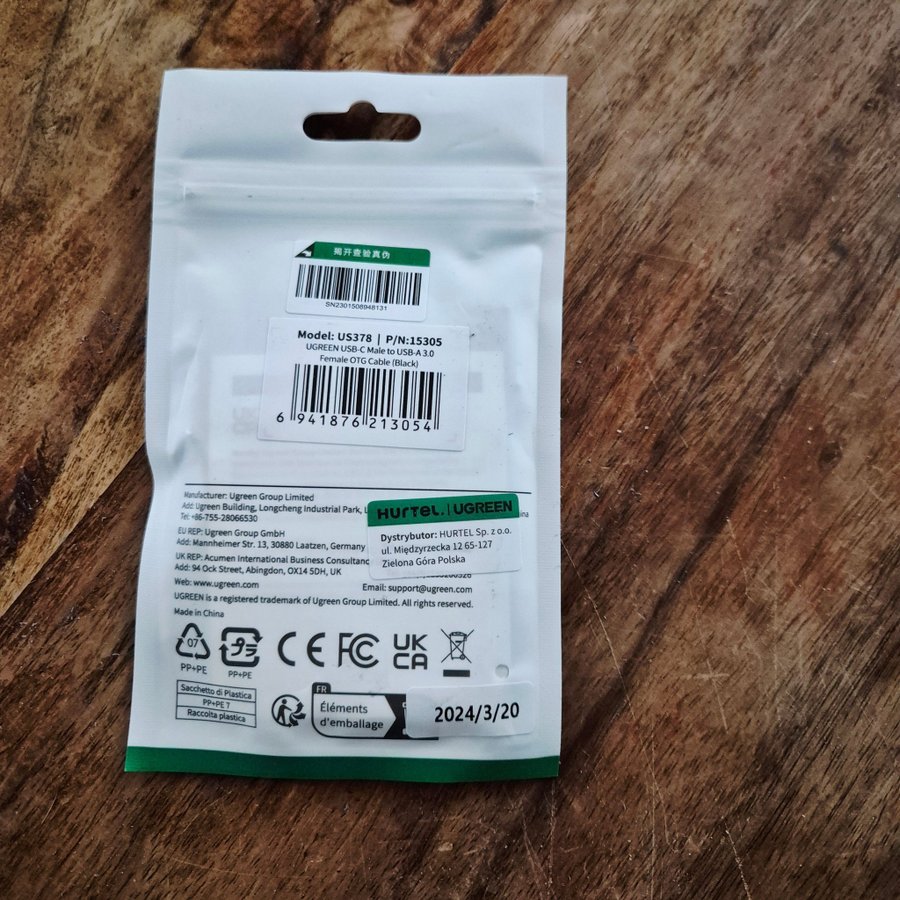 揭开查验真伪
SN2301508948131
Model: US378 | P/N:15305
UGREEN USB-C Male to USB-A 3.0
Female OTG Cable (Black)
6 941876 213054
Manufacturer: Ugreen Group Limited
Add: Ugreen Building, Longcheng Industrial Park, L
Tel: +86-755-28066530
EU REP: Ugreen Group GmbH
Add: Mannheimer Str. 13, 30880 Laatzen, Germany
UK REP: Acumen International Business Consultanc
Add: 94 Ock Street, Abingdon, OX14 5DH, UK
Web: www.ugreen.com
Email: support@ugreen.com
UGREEN is a registered trademark of Ugreen Group Limited. All rights reserved.
Made in China
HURTEL. | UGREEN
Dystrybutor: HURTEL Sp. z o.o.
ul. Międzyrzecka 12 65-127
Zielona Góra Polska
07
PP+PE
プラ
PP+PE
CE
FC
UK
CA
Sacchetto di Plastica
PP+PE 7
Raccolta plastica
FR
Éléments
d'emballage
2024/3/20